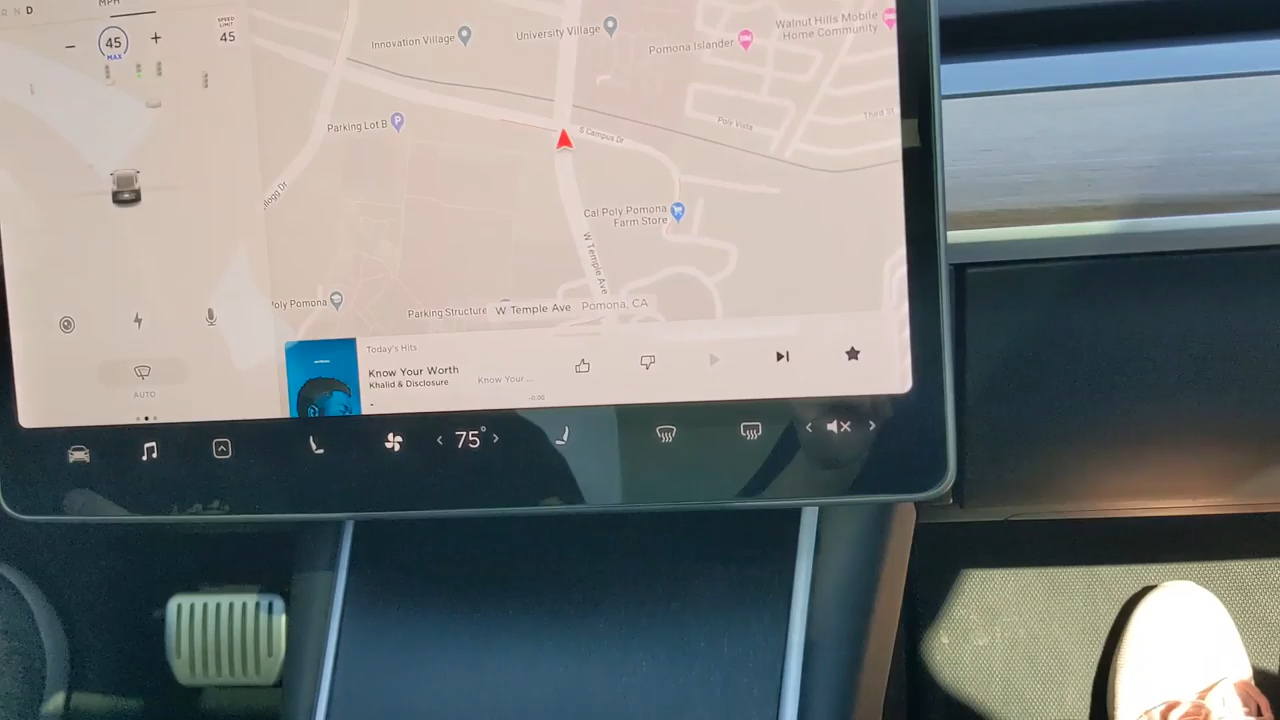 R N D
MPH
45
MAX
SPEED
LIMIT
45
Innovation Village
University Village
Pomona Islander
Walnut Hills Mobile
Home Community
Parking Lot B
P
S Campus Dr
Poly Vista
Third St
Cal Poly Pomona
Farm Store
W Temple Ave
Poly Pomona
Parking Structure
W Temple Ave Pomona, CA
AUTO
Today's Hits
Know Your Worth
Khalid & Disclosure
Know Your ...
-0:00
75°